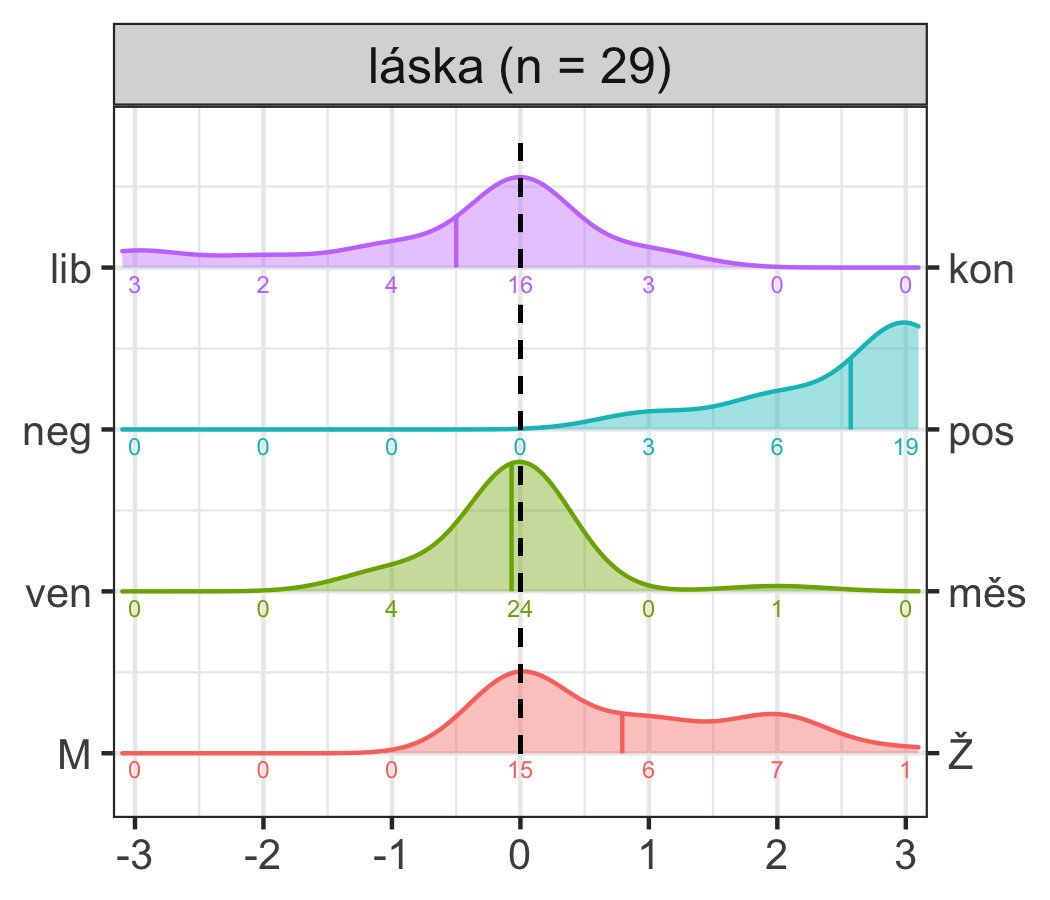 láska (n = 29)
lib kon
3 2 4 16 3 0 0
neg pos
0 0 0 0 3 6 19
ven měs
0 0 4 24 0 1 0
M Ž
0 0 0 15 6 7 1
-3 -2 -1 0 1 2 3